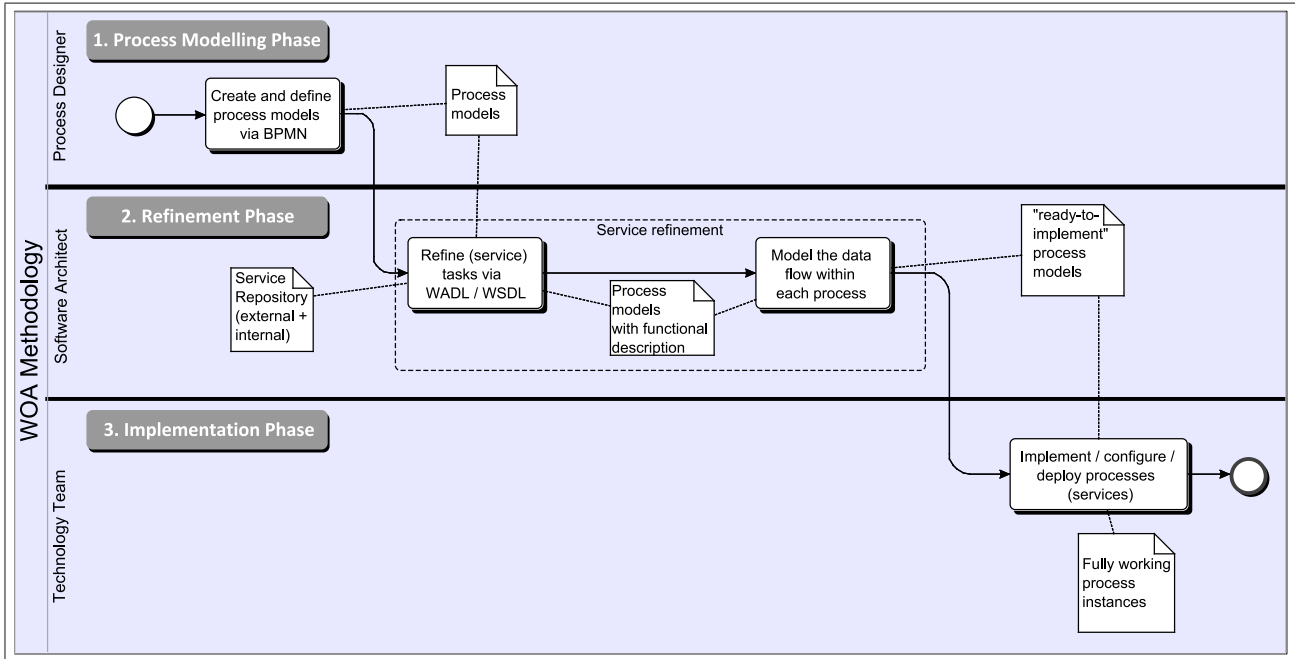 WOA Methodology
Process Designer
1. Process Modelling Phase
Create and define
process models
via BPMN
Process
models
Software Architect
2. Refinement Phase
Service
Repository
(external +
internal)
Service refinement
Refine (service)
tasks via
WADL / WSDL
Process
models
with functional
description
Model the data
flow within
each process
"ready-to-
implement"
process
models
Technology Team
3. Implementation Phase
Implement / configure /
deploy processes
(services)
Fully working
process
instances